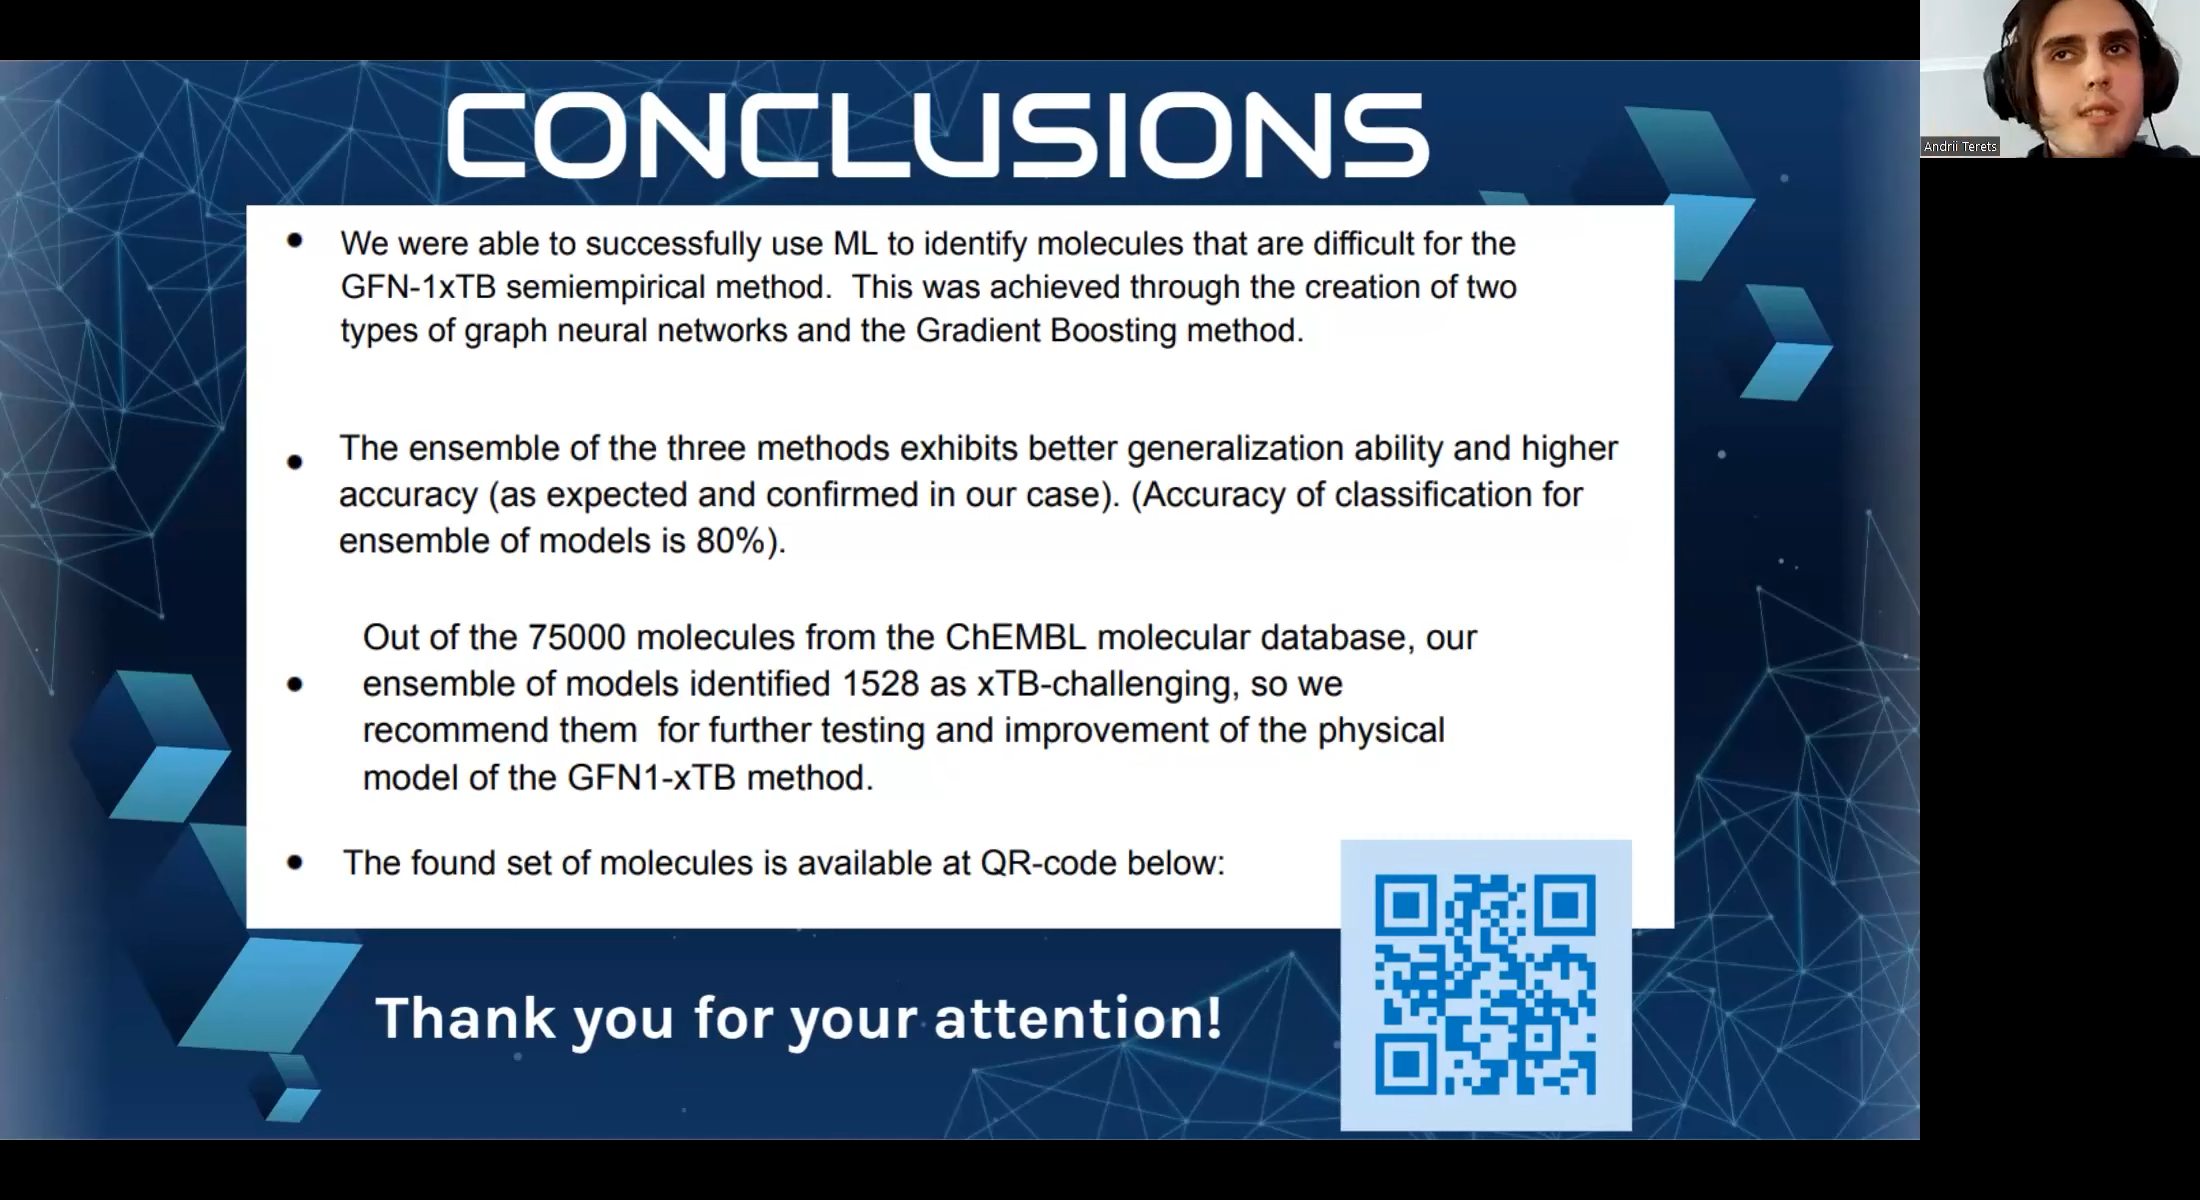 CONCLUSIONS
Andrii Terets
● We were able to successfully use ML to identify molecules that are difficult for the
GFN-1xTB semiempirical method.  This was achieved through the creation of two
types of graph neural networks and the Gradient Boosting method.
● The ensemble of the three methods exhibits better generalization ability and higher
accuracy (as expected and confirmed in our case). (Accuracy of classification for
ensemble of models is 80%).
Out of the 75000 molecules from the ChEMBL molecular database, our
● ensemble of models identified 1528 as xTB-challenging, so we
recommend them  for further testing and improvement of the physical
model of the GFN1-xTB method.
● The found set of molecules is available at QR-code below:
Thank you for your attention!